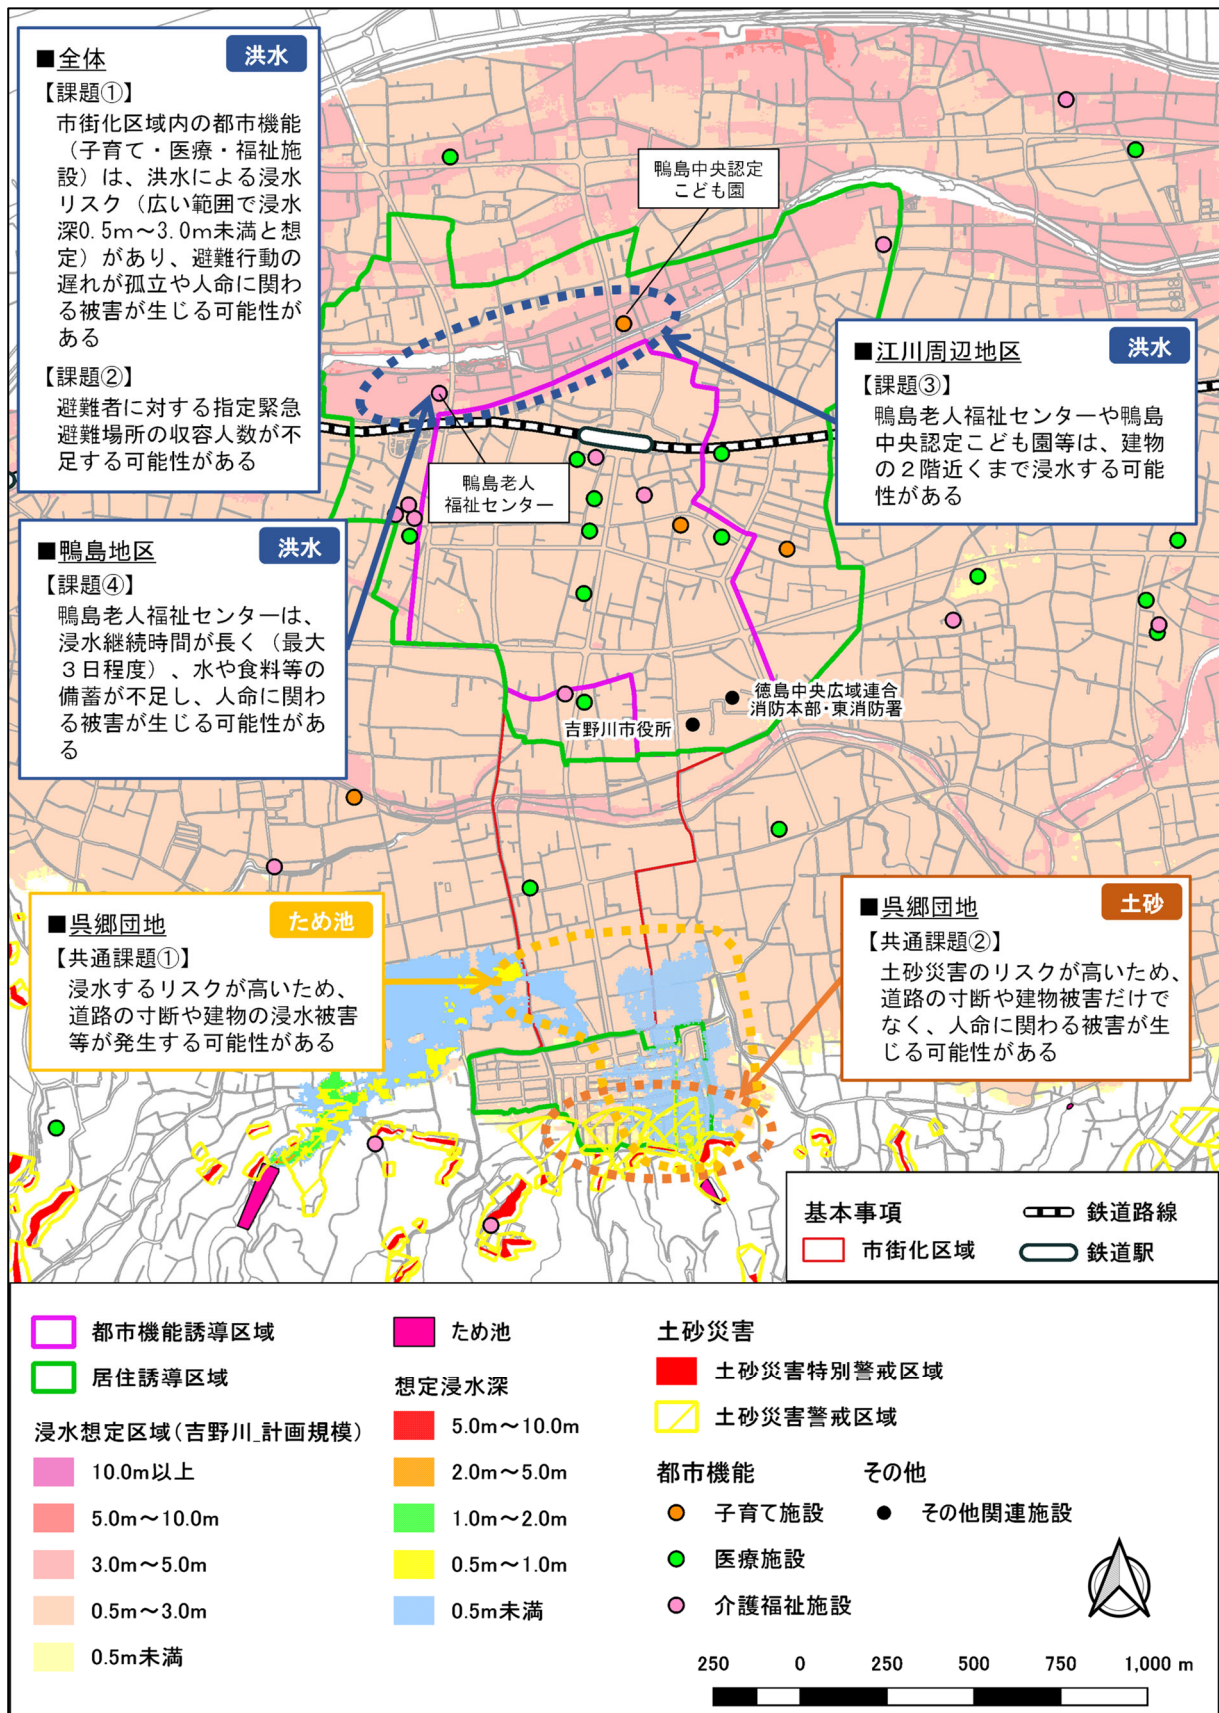 ■全体
洪水
【課題①】
市街化区域内の都市機能
（子育て・医療・福祉施
設）は、洪水による浸水
リスク（広い範囲で浸水
深0.5m～3.0m未満と想
定）があり、避難行動の
遅れが孤立や人命に関わ
る被害が生じる可能性が
ある
【課題②】
避難者に対する指定緊急
避難場所の収容人数が不
足する可能性がある
鴨島中央認定
こども園
■江川周辺地区
洪水
【課題③】
鴨島老人福祉センターや鴨島
中央認定こども園等は、建物
の２階近くまで浸水する可能
性がある
鴨島老人
福祉センター
■鴨島地区
洪水
【課題④】
鴨島老人福祉センターは、
浸水継続時間が長く（最大
３日程度）、水や食料等の
備蓄が不足し、人命に関わ
る被害が生じる可能性があ
る
徳島中央広域連合
消防本部・東消防署
吉野川市役所
■呉郷団地
ため池
【共通課題①】
浸水するリスクが高いため、
道路の寸断や建物の浸水被害
等が発生する可能性がある
■呉郷団地
土砂
【共通課題②】
土砂災害のリスクが高いため、
道路の寸断や建物被害だけで
なく、人命に関わる被害が生
じる可能性がある
基本事項
鉄道路線
市街化区域
鉄道駅
都市機能誘導区域
居住誘導区域
浸水想定区域(吉野川_計画規模)
10.0m以上
5.0m～10.0m
3.0m～5.0m
0.5m～3.0m
0.5m未満
ため池
想定浸水深
5.0m～10.0m
2.0m～5.0m
1.0m～2.0m
0.5m～1.0m
0.5m未満
土砂災害
土砂災害特別警戒区域
土砂災害警戒区域
都市機能
その他
子育て施設
その他関連施設
医療施設
介護福祉施設
250 0 250 500 750 1,000 m